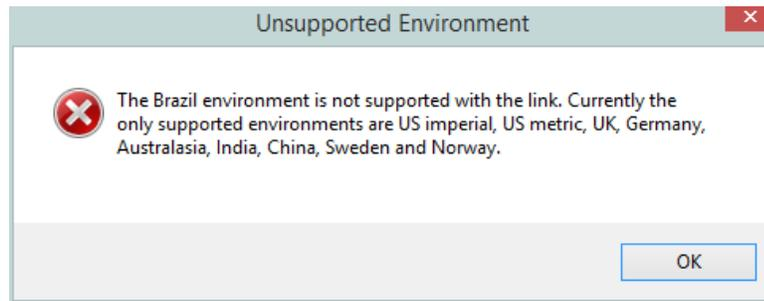 Unsupported Environment
The Brazil environment is not supported with the link. Currently the
only supported environments are US imperial, US metric, UK, Germany,
Australasia, India, China, Sweden and Norway.
OK